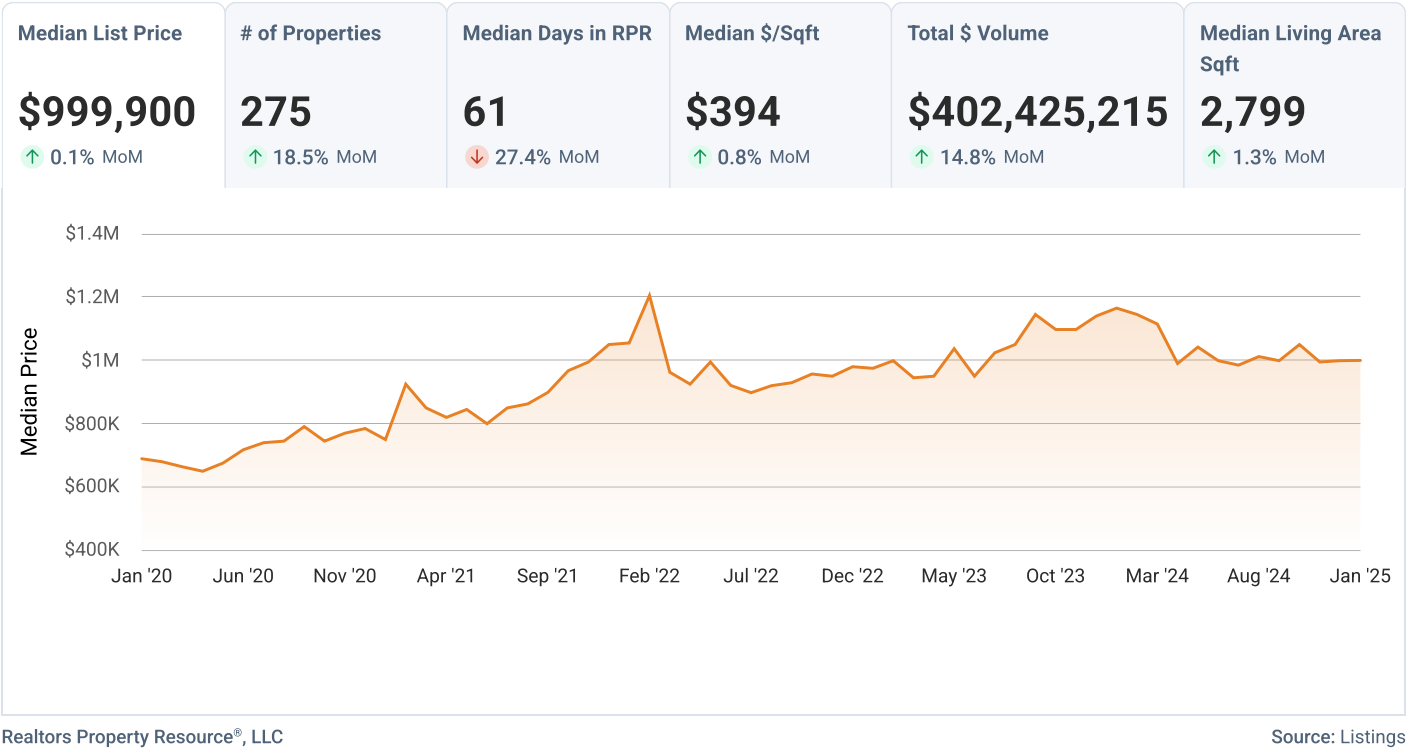 Median List Price
$999,900
0.1% MoM
# of Properties
275
18.5% MoM
Median Days in RPR
61
27.4% MoM
Median $/Sqft
$394
0.8% MoM
Total $ Volume
$402,425,215
14.8% MoM
Median Living Area
Sqft
2,799
1.3% MoM
Median Price
$1.4M
$1.2M
$1M
$800K
$600K
$400K
Jan '20 Jun '20 Nov '20 Apr '21 Sep '21 Feb '22 Jul '22 Dec '22 May '23 Oct '23 Mar '24 Aug '24 Jan '25
Realtors Property Resource®, LLC
Source: Listings